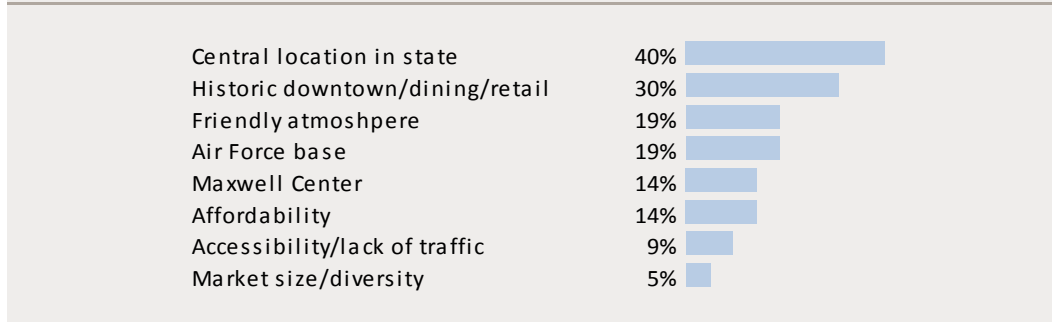 Central location in state 40%
Historic downtown/dining/retail 30%
Friendly atmoshpere 19%
Air Force base 19%
Maxwell Center 14%
Affordability 14%
Accessibility/lack of traffic 9%
Market size/diversity 5%